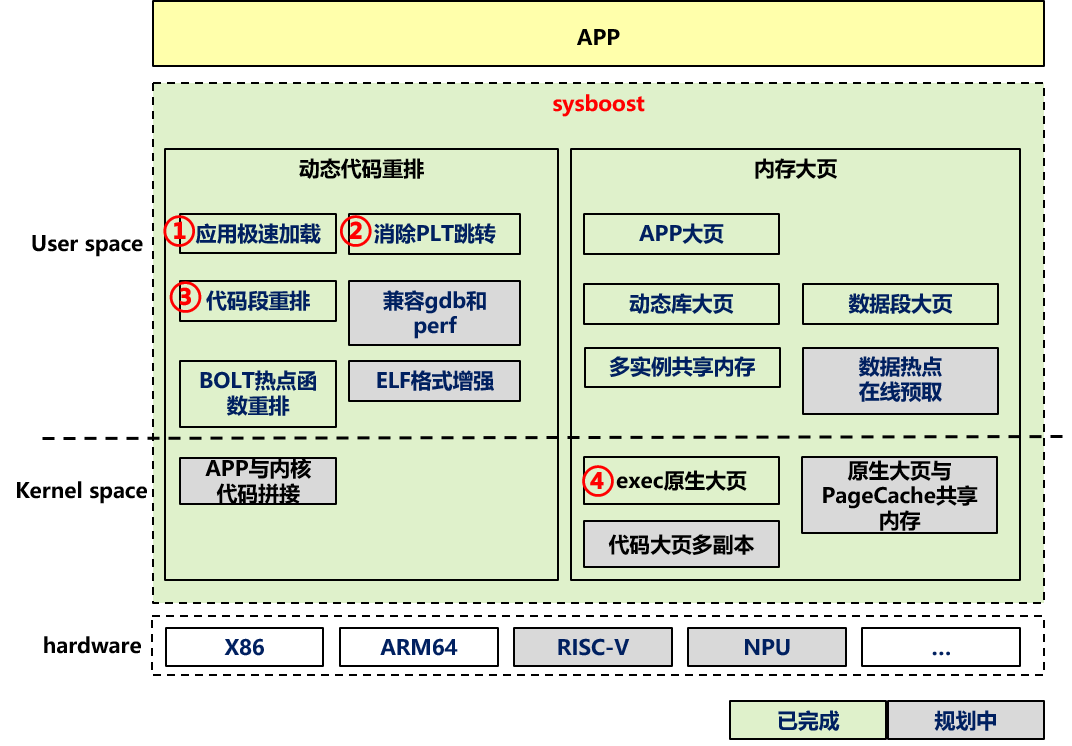 APP
sysboost
动态代码重排
内存大页
User space
① 应用极速加载
② 消除PLT跳转
APP大页
③ 代码段重排
兼容gdb和
perf
动态库大页
数据段大页
BOLT热点函
数重排
ELF格式增强
多实例共享内存
数据热点
在线预取
Kernel space
APP与内核
代码拼接
④ exec原生大页
原生大页与
PageCache共享
内存
代码大页多副本
hardware
X86
ARM64
RISC-V
NPU
...
已完成
规划中